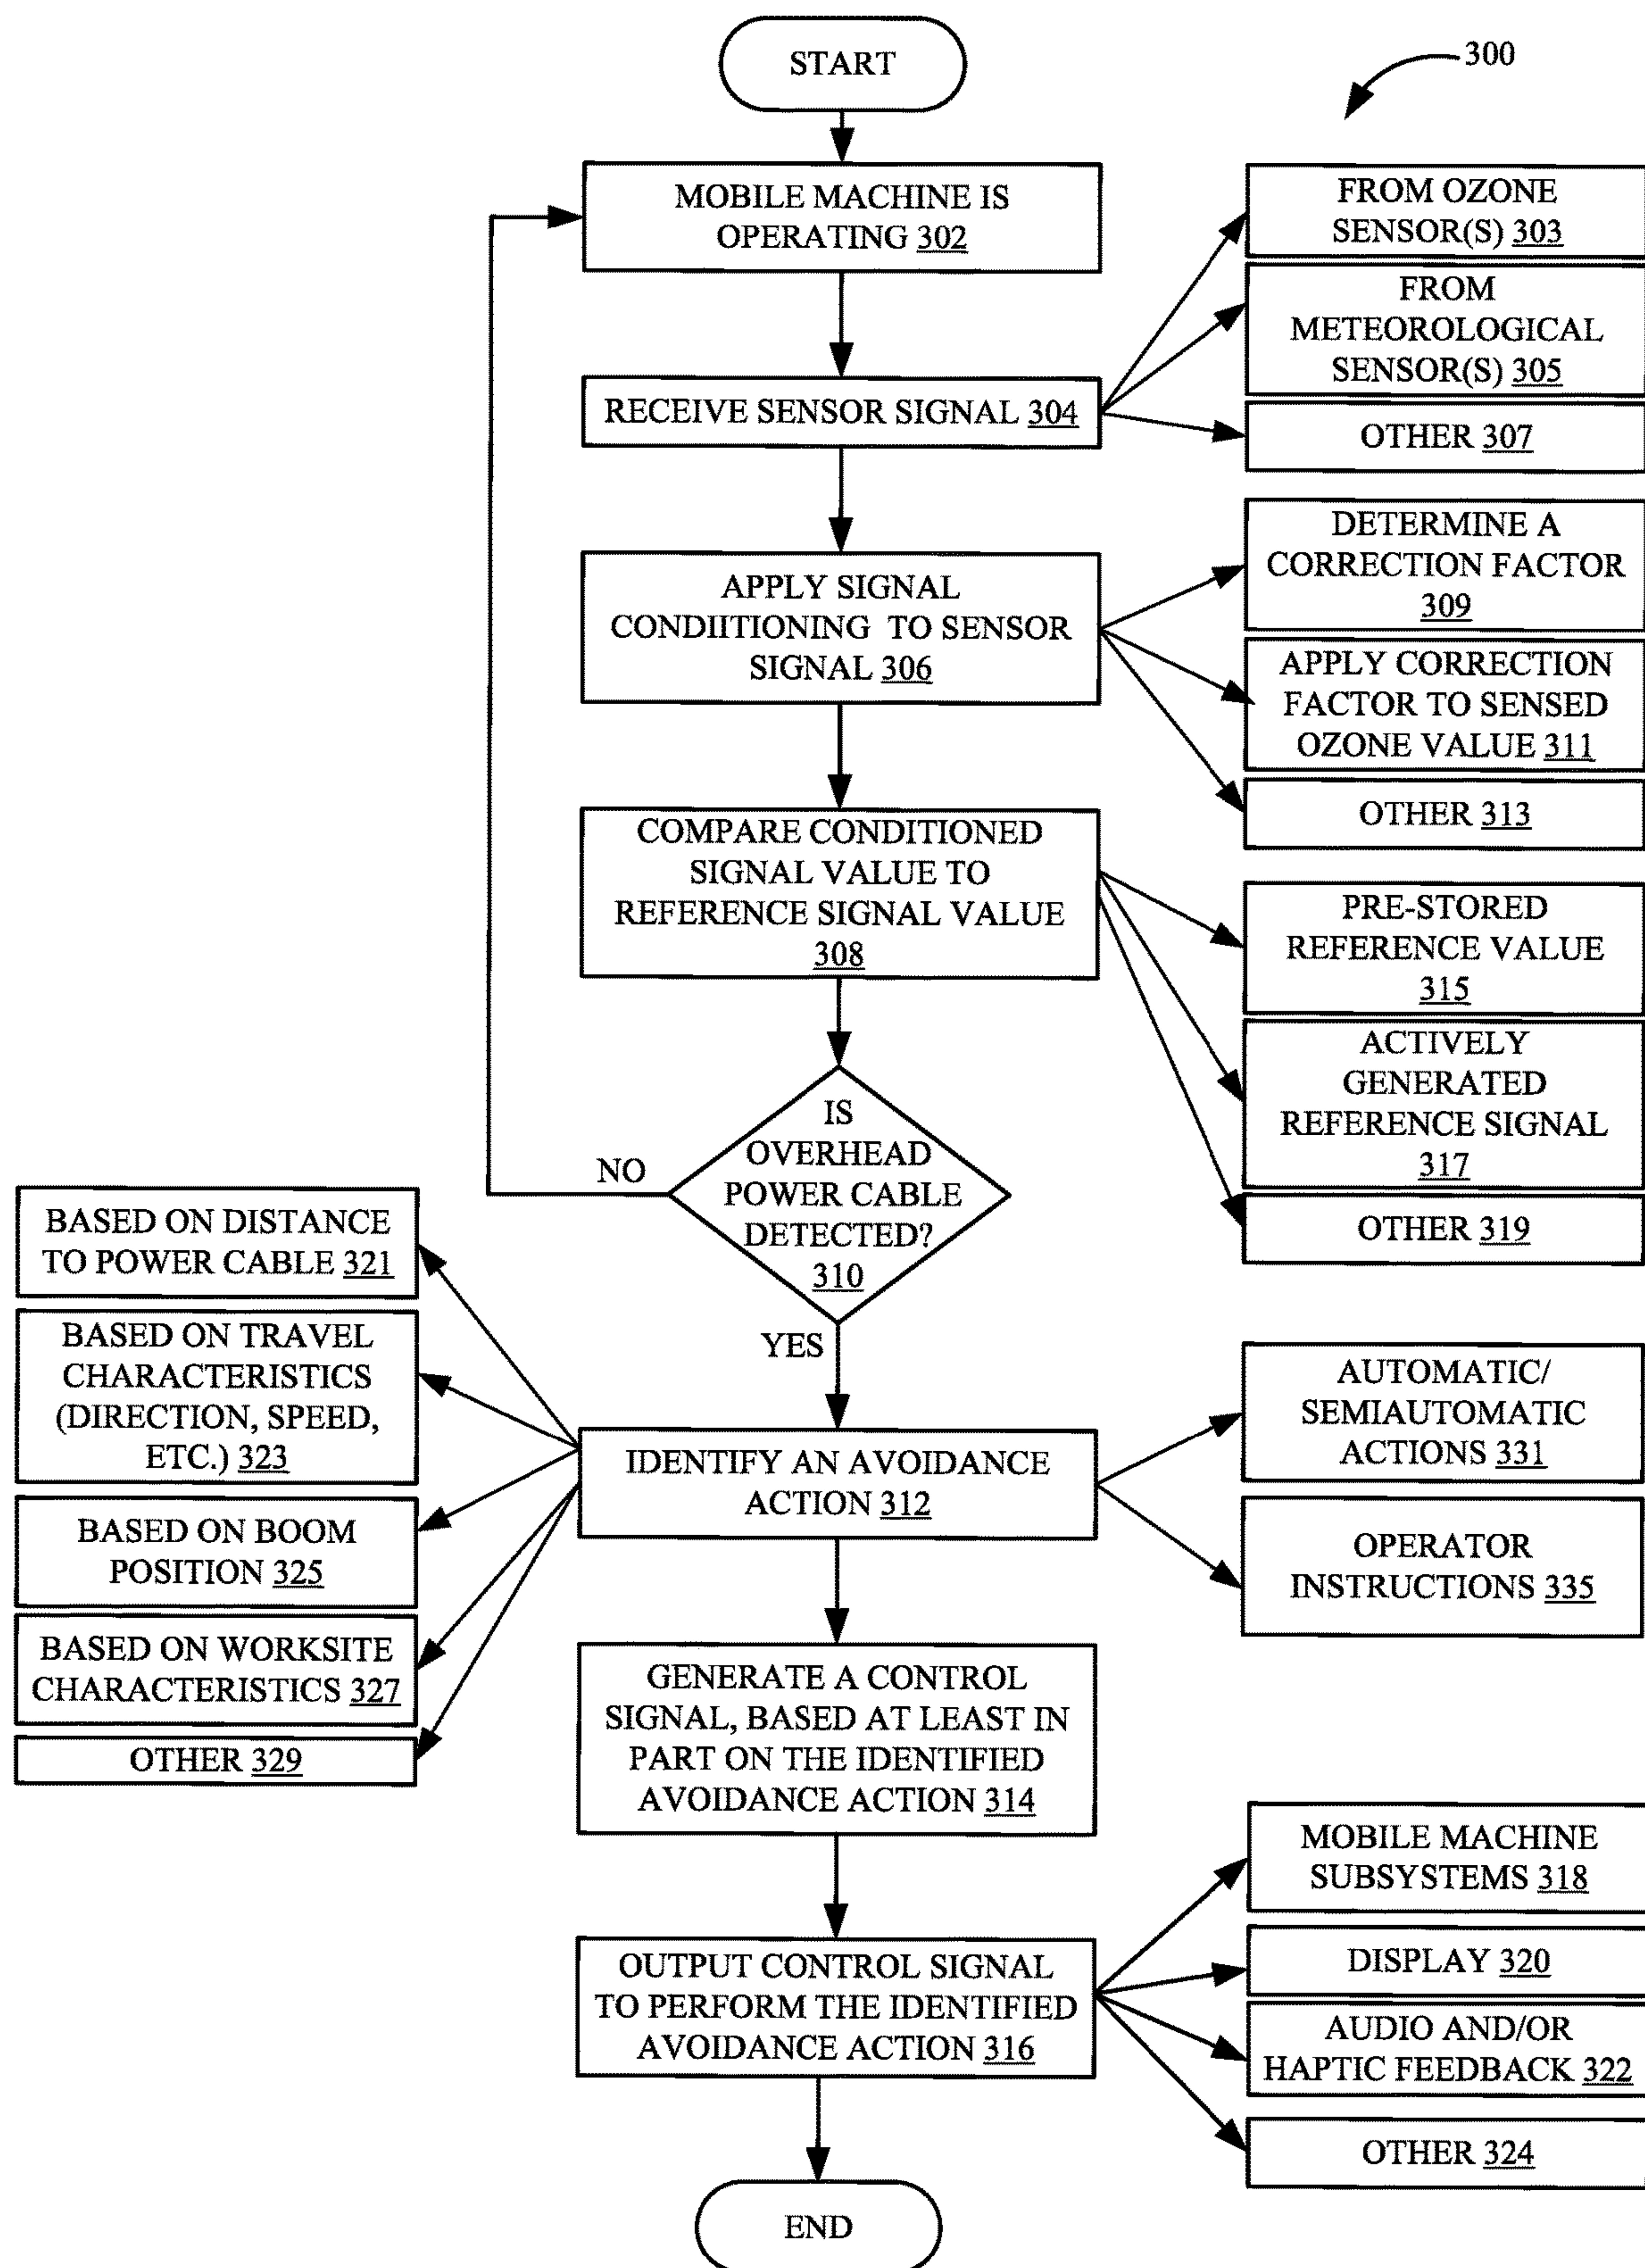 START
300
MOBILE MACHINE IS
OPERATING 302
FROM OZONE
SENSOR(S) 303
FROM
METEOROLOGICAL
SENSOR(S) 305
RECEIVE SENSOR SIGNAL 304
OTHER 307
DETERMINE A
CORRECTION FACTOR
309
APPLY SIGNAL
CONDIITIONING TO SENSOR
SIGNAL 306
APPLY CORRECTION
FACTOR TO SENSED
OZONE VALUE 311
OTHER 313
COMPARE CONDITIONED
SIGNAL VALUE TO
REFERENCE SIGNAL VALUE
308
PRE-STORED
REFERENCE VALUE
315
ACTIVELY
GENERATED
REFERENCE SIGNAL
317
OTHER 319
IS
OVERHEAD
POWER CABLE
DETECTED?
310
NO
YES
BASED ON DISTANCE
TO POWER CABLE 321
BASED ON TRAVEL
CHARACTERISTICS
(DIRECTION, SPEED,
ETC.) 323
BASED ON BOOM
POSITION 325
BASED ON WORKSITE
CHARACTERISTICS 327
OTHER 329
IDENTIFY AN AVOIDANCE
ACTION 312
AUTOMATIC/
SEMIAUTOMATIC
ACTIONS 331
OPERATOR
INSTRUCTIONS 335
GENERATE A CONTROL
SIGNAL, BASED AT LEAST IN
PART ON THE IDENTIFIED
AVOIDANCE ACTION 314
OUTPUT CONTROL SIGNAL
TO PERFORM THE IDENTIFIED
AVOIDANCE ACTION 316
MOBILE MACHINE
SUBSYSTEMS 318
DISPLAY 320
AUDIO AND/OR
HAPTIC FEEDBACK 322
OTHER 324
END